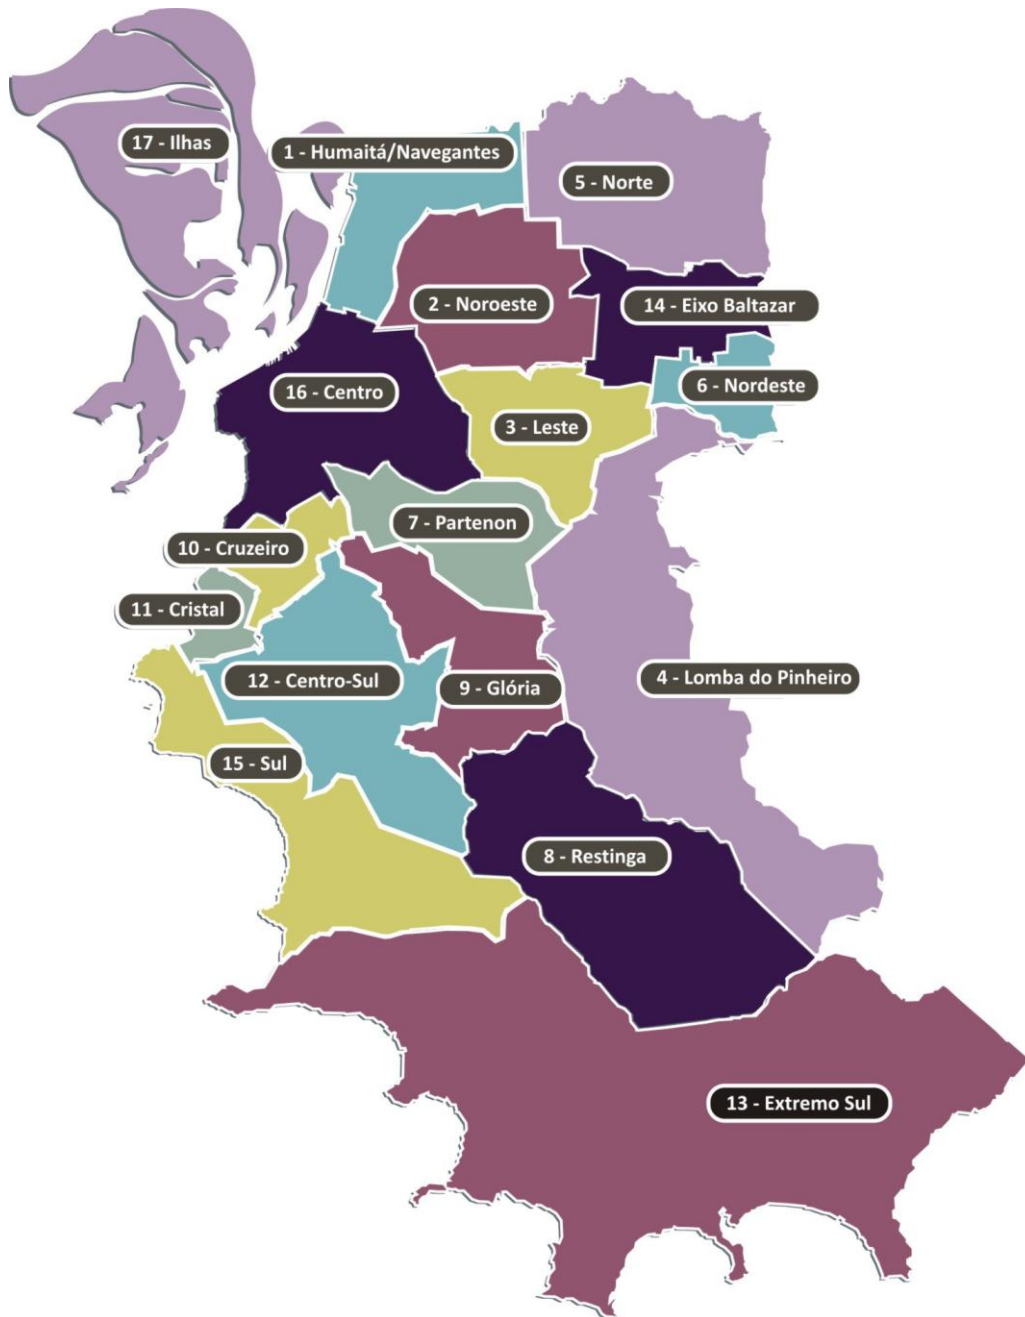 17 - Ilhas
1 - Humaitá/Navegantes
5 - Norte
2 - Noroeste
14 - Eixo Baltazar
16 - Centro
6 - Nordeste
3 - Leste
7 - Partenon
10 - Cruzeiro
11 - Cristal
12 - Centro-Sul
9 - Glória
4 - Lomba do Pinheiro
15 - Sul
8 - Restinga
13 - Extremo Sul